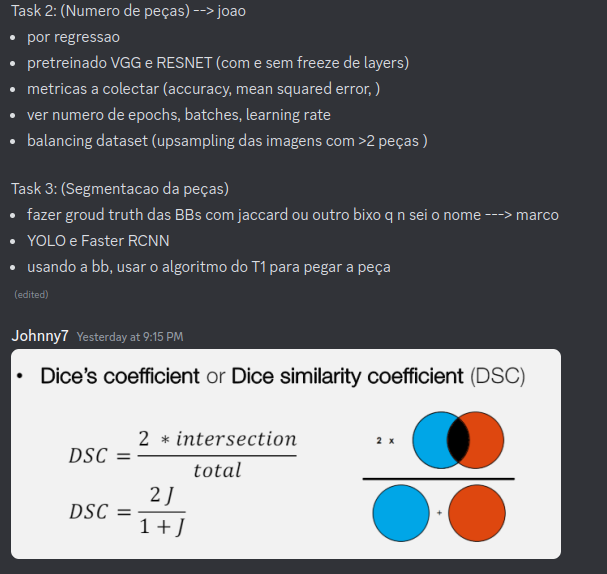 Task 2: (Numero de peças) --> joao
• por regressao
• pretreinado VGG e RESNET (com e sem freeze de layers)
• metricas a colectar (accuracy, mean squared error, )
• ver numero de epochs, batches, learning rate
• balancing dataset (upsampling das imagens com >2 peças )
Task 3: (Segmentacao da peças)
• fazer groud truth das BBs com jaccard ou outro bixo q n sei o nome ---> marco
• YOLO e Faster RCNN
• usando a bb, usar o algoritmo do T1 para pegar a peça
(edited)
Johnny7 Yesterday at 9:15 PM
• Dice's coefficient or Dice similarity coefficient (DSC)
DSC = 2 * intersection / total
DSC = 2 J / 1 + J
2 x
+